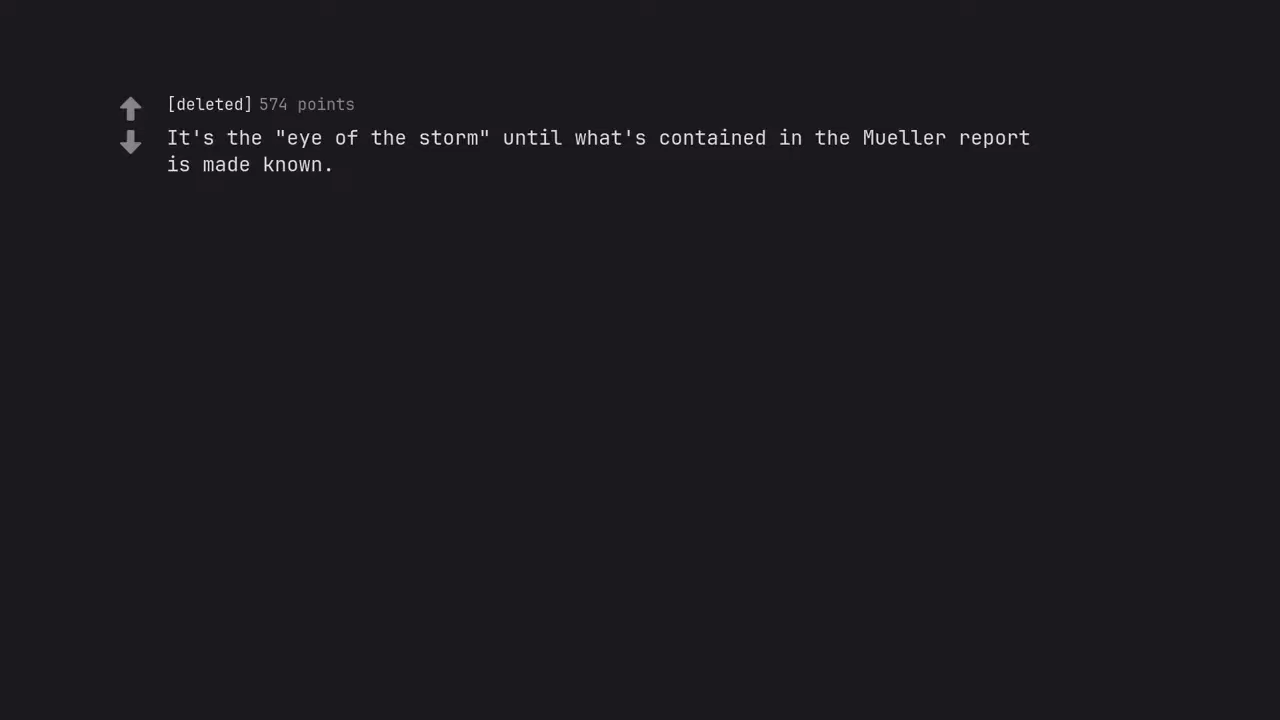 [deleted] 574 points
It's the "eye of the storm" until what's contained in the Mueller report
is made known.